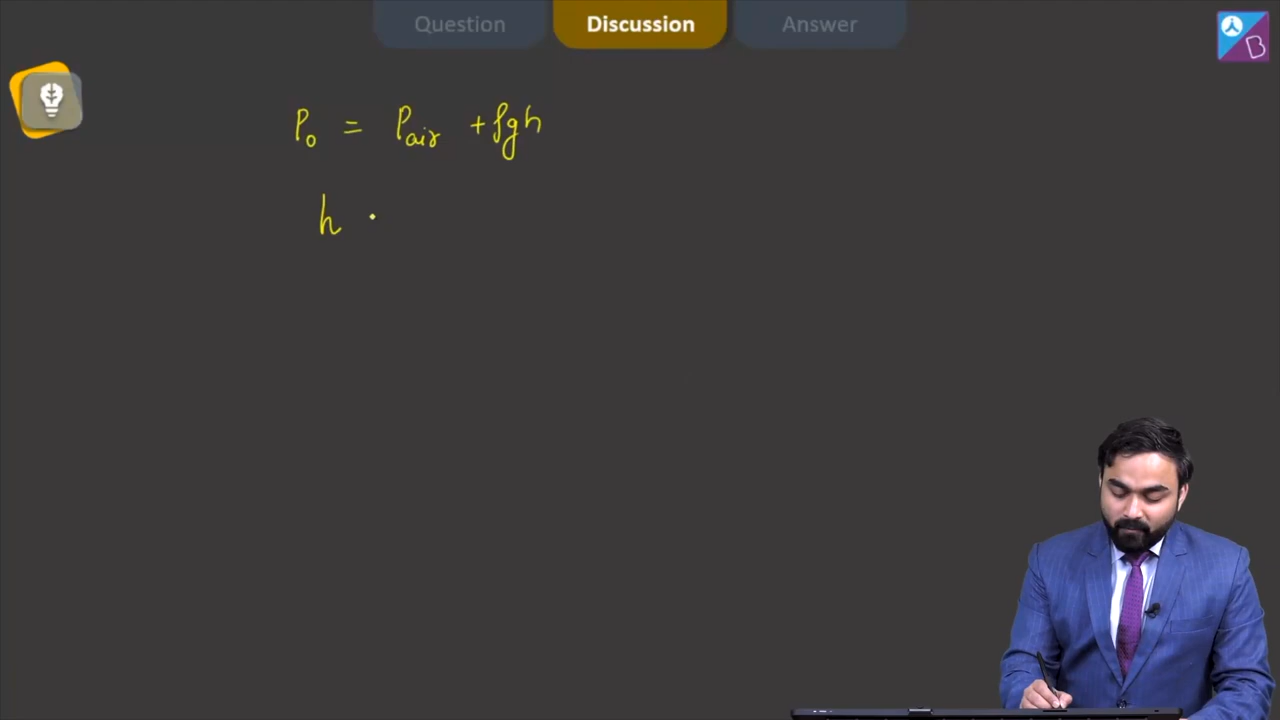 Question Discussion Answer
P₀ = Pair + ρgh
h